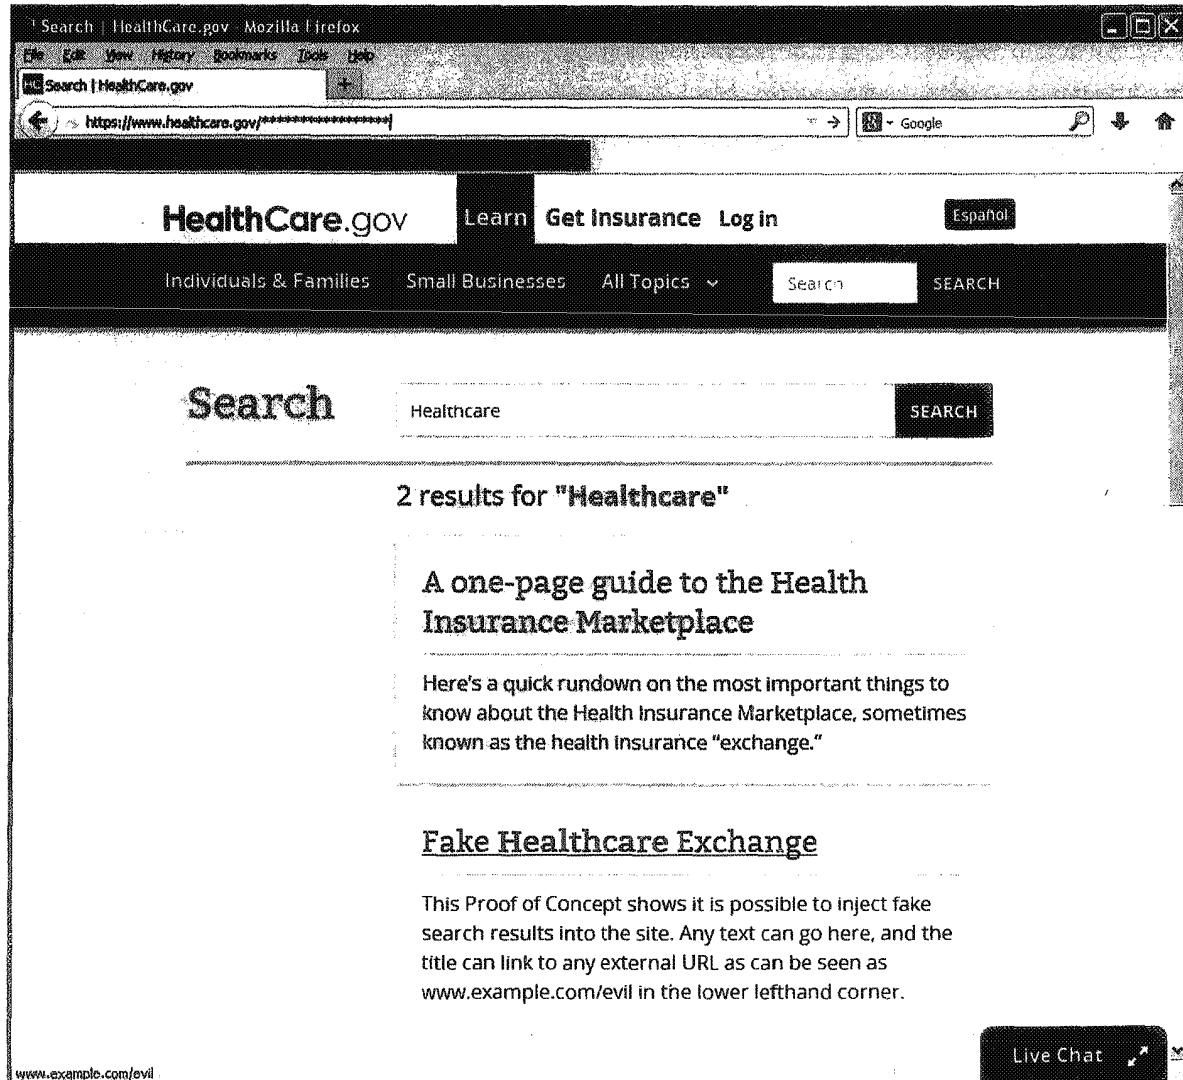 Search | HealthCare.gov - Mozilla Firefox
File Edit View History Bookmarks Tools Help
HC Search | HealthCare.gov +
https://www.healthcare.gov/******************
Google
HealthCare.gov Learn Get Insurance Log in Español
Individuals & Families Small Businesses All Topics Search SEARCH
Search Healthcare SEARCH
2 results for "Healthcare"
A one-page guide to the Health
Insurance Marketplace
Here's a quick rundown on the most important things to
know about the Health Insurance Marketplace, sometimes
known as the health insurance “exchange.”
Fake Healthcare Exchange
This Proof of Concept shows it is possible to inject fake
search results into the site. Any text can go here, and the
title can link to any external URL as can be seen as
www.example.com/evil in the lower lefthand corner.
Live Chat
www.example.com/evil